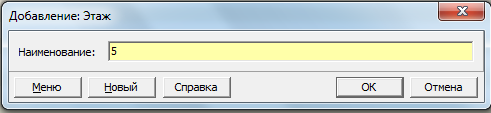 Добавление: Этаж
Наименование: 5
Меню Новый Справка ОК Отмена